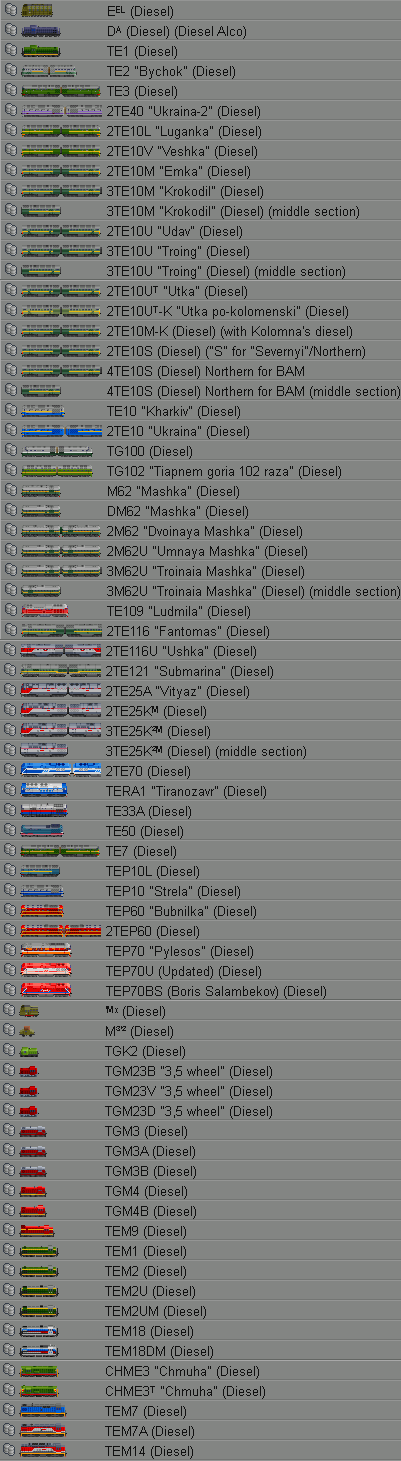 Eᴱᴸ (Diesel)
Dᴬ (Diesel) (Diesel Alco)
TE1 (Diesel)
TE2 "Bychok" (Diesel)
TE3 (Diesel)
2TE40 "Ukraina-2" (Diesel)
2TE10L "Luganka" (Diesel)
2TE10V "Veshka" (Diesel)
2TE10M "Emka" (Diesel)
3TE10M "Krokodil" (Diesel)
3TE10M "Krokodil" (Diesel) (middle section)
2TE10U "Udav" (Diesel)
3TE10U "Troing" (Diesel)
3TE10U "Troing" (Diesel) (middle section)
2TE10Uᵀ "Utka" (Diesel)
2TE10Uᵀ-K "Utka po-kolomenski" (Diesel)
2TE10M-K (Diesel) (with Kolomna's diesel)
2TE10S (Diesel) ("S" for "Severnyi"/Northern)
4TE10S (Diesel) Northern for BAM
4TE10S (Diesel) Northern for BAM (middle section)
TE10 "Kharkiv" (Diesel)
2TE10 "Ukraina" (Diesel)
TG100 (Diesel)
TG102 "Tiapnem goria 102 raza" (Diesel)
M62 "Mashka" (Diesel)
DM62 "Mashka" (Diesel)
2M62 "Dvoinaya Mashka" (Diesel)
2M62U "Umnaya Mashka" (Diesel)
3M62U "Troinaia Mashka" (Diesel)
3M62U "Troinaia Mashka" (Diesel) (middle section)
TE109 "Ludmila" (Diesel)
2TE116 "Fantomas" (Diesel)
2TE116U "Ushka" (Diesel)
2TE121 "Submarina" (Diesel)
2TE25A "Vityaz" (Diesel)
2TE25Kᴹ (Diesel)
3TE25K²ᴹ (Diesel)
3TE25K²ᴹ (Diesel) (middle section)
2TE70 (Diesel)
TERA1 "Tiranozavr" (Diesel)
TE33A (Diesel)
TE50 (Diesel)
TE7 (Diesel)
TEP10L (Diesel)
TEP10 "Strela" (Diesel)
TEP60 "Bubnilka" (Diesel)
2TEP60 (Diesel)
TEP70 "Pylesos" (Diesel)
TEP70U (Updated) (Diesel)
TEP70BS (Boris Salambekov) (Diesel)
ᴹˣ (Diesel)
Mᶟ¹² (Diesel)
TGK2 (Diesel)
TGM23B "3,5 wheel" (Diesel)
TGM23V "3,5 wheel" (Diesel)
TGM23D "3,5 wheel" (Diesel)
TGM3 (Diesel)
TGM3A (Diesel)
TGM3B (Diesel)
TGM4 (Diesel)
TGM4B (Diesel)
TEM9 (Diesel)
TEM1 (Diesel)
TEM2 (Diesel)
TEM2U (Diesel)
TEM2UM (Diesel)
TEM18 (Diesel)
TEM18DM (Diesel)
CHME3 "Chmuha" (Diesel)
CHME3ᵀ "Chmuha" (Diesel)
TEM7 (Diesel)
TEM7A (Diesel)
TEM14 (Diesel)